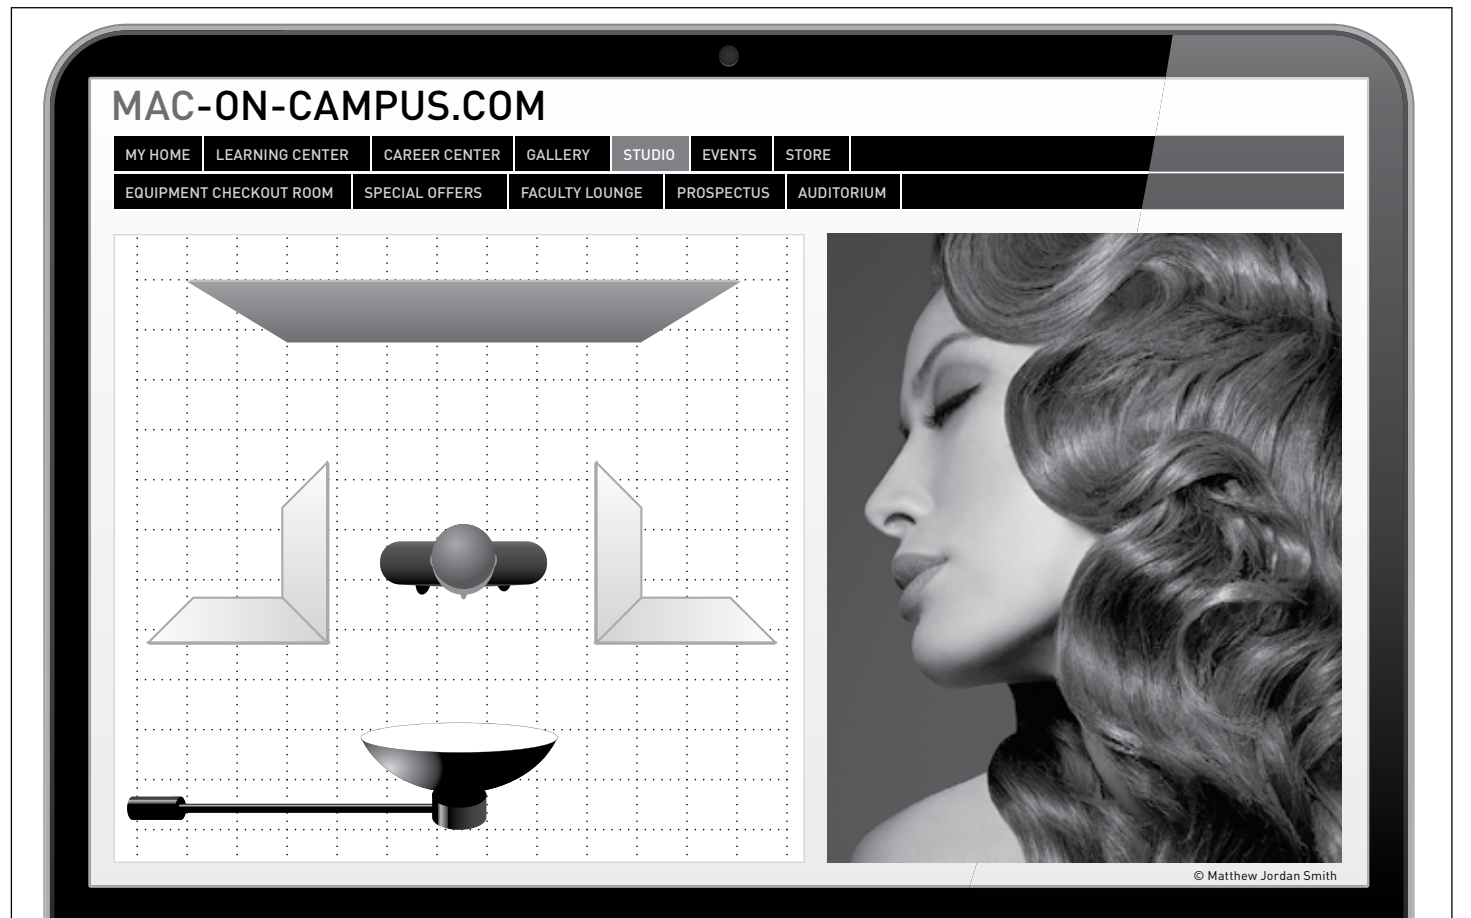 MAC-ON-CAMPUS.COM
MY HOME LEARNING CENTER CAREER CENTER GALLERY STUDIO EVENTS STORE
EQUIPMENT CHECKOUT ROOM SPECIAL OFFERS FACULTY LOUNGE PROSPECTUS AUDITORIUM
© Matthew Jordan Smith